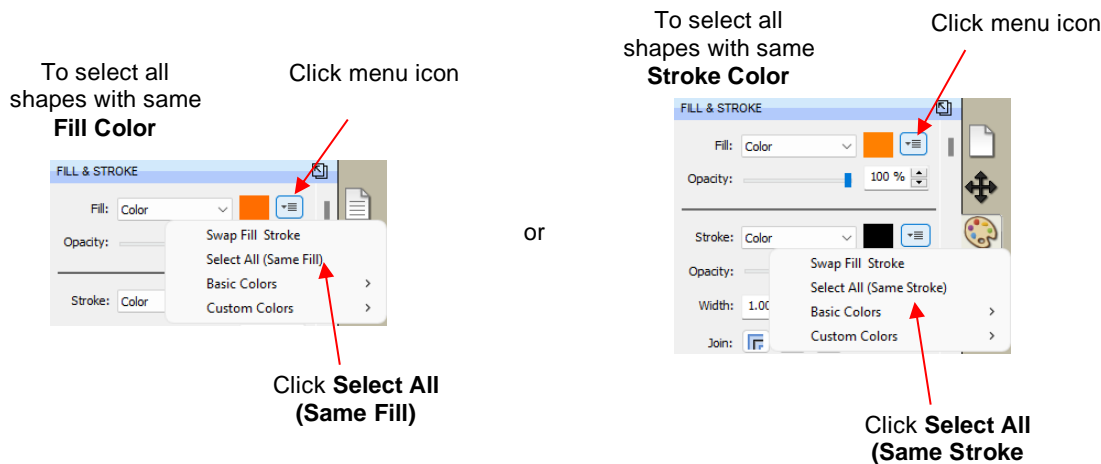 To select all
shapes with same
Fill Color
Click menu icon
FILL & STROKE
Fill: Color
Opacity:
Swap Fill Stroke
Select All (Same Fill)
Basic Colors >
Stroke: Color
Custom Colors >
Click Select All
(Same Fill)
or
To select all
shapes with same
Stroke Color
Click menu icon
FILL & STROKE
Fill: Color
Opacity: 100 %
Stroke: Color
Opacity:
Swap Fill Stroke
Select All (Same Stroke)
Width: 1.00
Basic Colors >
Join:
Custom Colors >
Click Select All
(Same Stroke